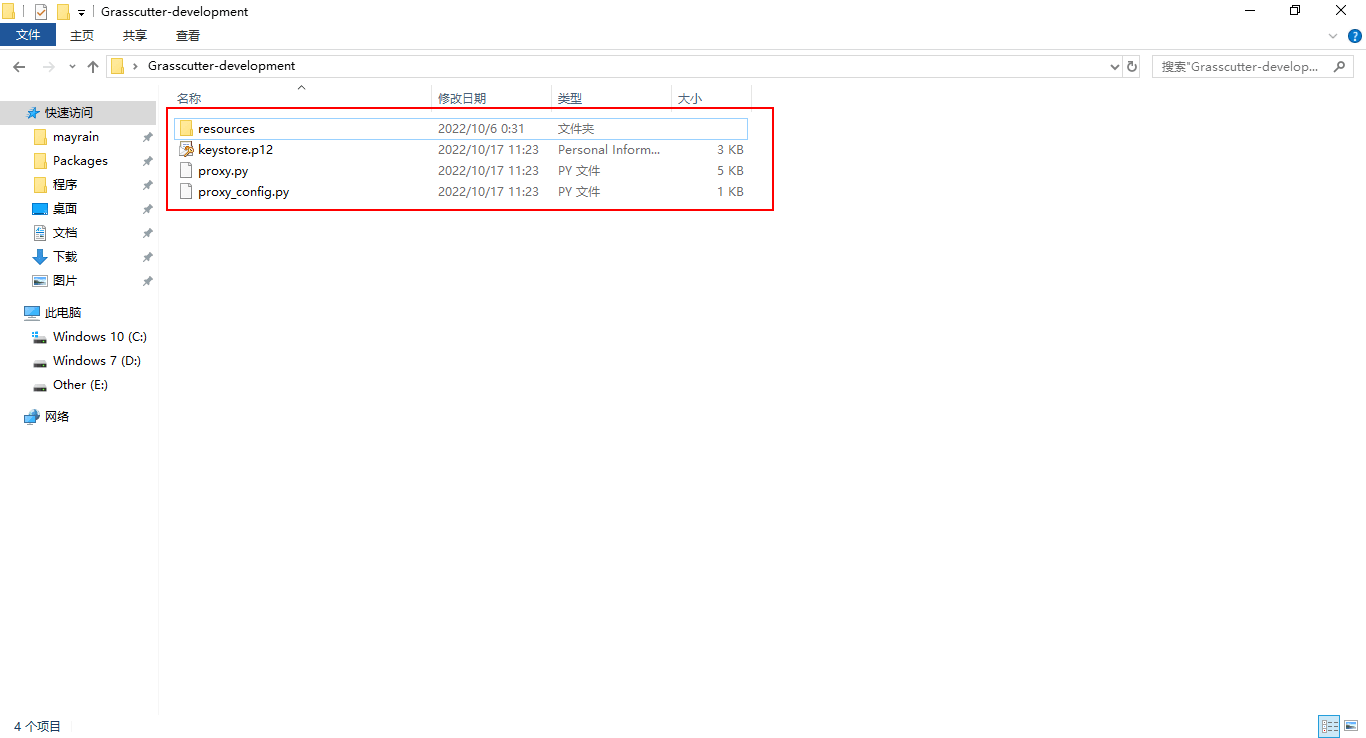 Grasscutter-development
文件 主页 共享 查看
Grasscutter-development 搜索"Grasscutter-develop...
名称 修改日期 类型 大小
快速访问
mayrain
Packages
程序
桌面
文档
下载
图片
此电脑
Windows 10 (C:)
Windows 7 (D:)
Other (E:)
网络
resources 2022/10/6 0:31 文件夹
keystore.p12 2022/10/17 11:23 Personal Inform... 3 KB
proxy.py 2022/10/17 11:23 PY 文件 5 KB
proxy_config.py 2022/10/17 11:23 PY 文件 1 KB
4 个项目